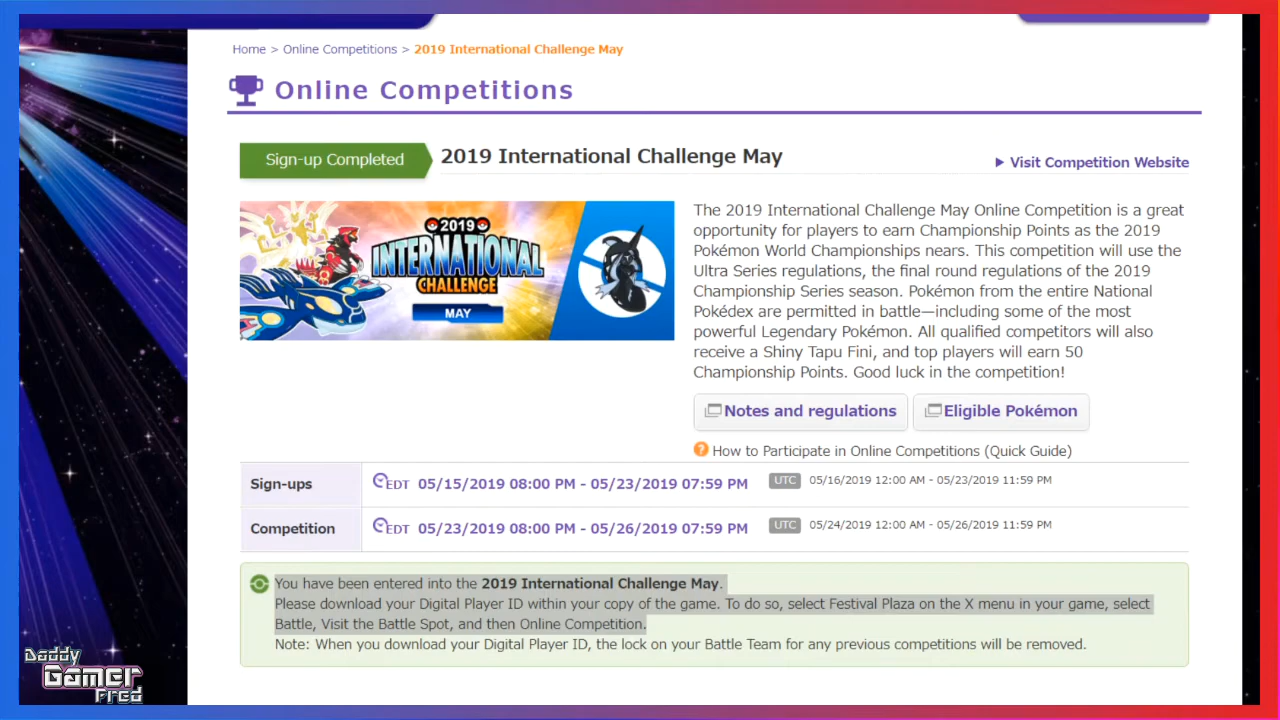 Home > Online Competitions > 2019 International Challenge May
Online Competitions
Sign-up Completed
2019 International Challenge May
Visit Competition Website
2019
INTERNATIONAL
CHALLENGE
MAY
The 2019 International Challenge May Online Competition is a great
opportunity for players to earn Championship Points as the 2019
Pokémon World Championships nears. This competition will use the
Ultra Series regulations, the final round regulations of the 2019
Championship Series season. Pokémon from the entire National
Pokédex are permitted in battle—including some of the most
powerful Legendary Pokémon. All qualified competitors will also
receive a Shiny Tapu Fini, and top players will earn 50
Championship Points. Good luck in the competition!
Notes and regulations
Eligible Pokémon
? How to Participate in Online Competitions (Quick Guide)
Sign-ups EDT 05/15/2019 08:00 PM - 05/23/2019 07:59 PM UTC 05/16/2019 12:00 AM - 05/23/2019 11:59 PM
Competition EDT 05/23/2019 08:00 PM - 05/26/2019 07:59 PM UTC 05/24/2019 12:00 AM - 05/26/2019 11:59 PM
You have been entered into the 2019 International Challenge May.
Please download your Digital Player ID within your copy of the game. To do so, select Festival Plaza on the X menu in your game, select
Battle, Visit the Battle Spot, and then Online Competition.
Note: When you download your Digital Player ID, the lock on your Battle Team for any previous competitions will be removed.
Daddy
Gamer
Fred